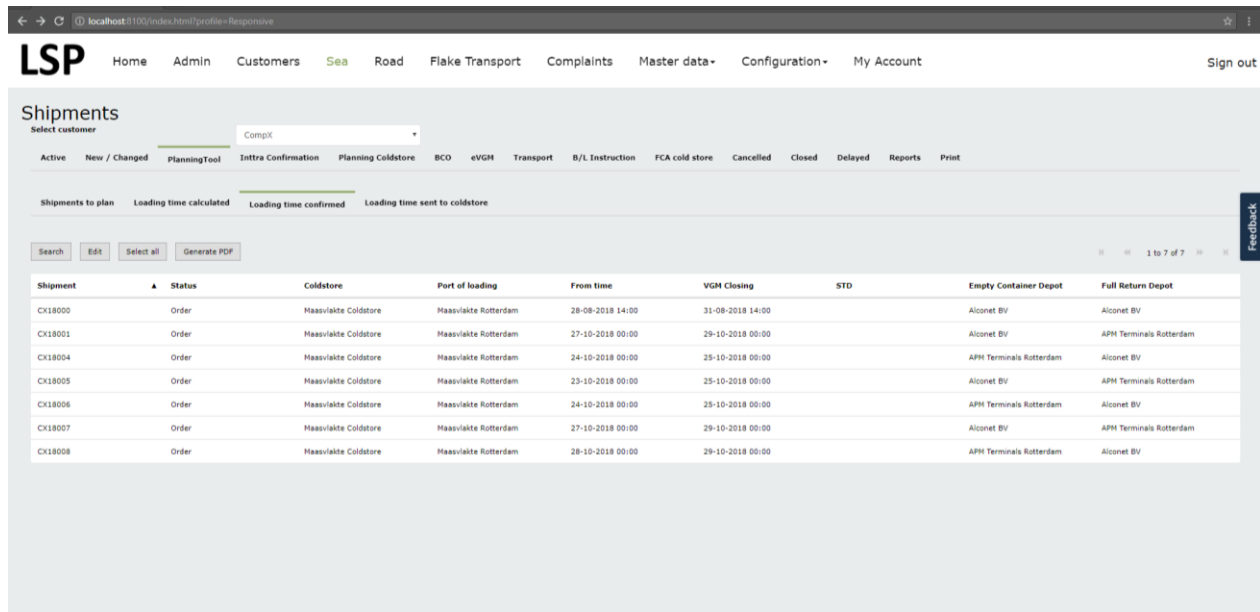 localhost:8100/index.html?profile=Responsive
LSP Home Admin Customers Sea Road Flake Transport Complaints Master data Configuration My Account Sign out
Shipments
Select customer
CompX
Active New / Changed PlanningTool Inttra Confirmation Planning Coldstore BCO eVGM Transport B/L Instruction FCA cold store Cancelled Closed Delayed Reports Print
Shipments to plan Loading time calculated Loading time confirmed Loading time sent to coldstore
Feedback
Search Edit Select all Generate PDF 1 to 7 of 7
Shipment ▲ Status Coldstore Port of loading From time VGM Closing STD Empty Container Depot Full Return Depot
CX18000 Order Maasvlakte Coldstore Maasvlakte Rotterdam 28-08-2018 14:00 31-08-2018 14:00 Alconet BV Alconet BV
CX18001 Order Maasvlakte Coldstore Maasvlakte Rotterdam 27-10-2018 00:00 29-10-2018 00:00 Alconet BV APM Terminals Rotterdam
CX18004 Order Maasvlakte Coldstore Maasvlakte Rotterdam 24-10-2018 00:00 25-10-2018 00:00 APM Terminals Rotterdam Alconet BV
CX18005 Order Maasvlakte Coldstore Maasvlakte Rotterdam 23-10-2018 00:00 25-10-2018 00:00 Alconet BV APM Terminals Rotterdam
CX18006 Order Maasvlakte Coldstore Maasvlakte Rotterdam 24-10-2018 00:00 25-10-2018 00:00 APM Terminals Rotterdam Alconet BV
CX18007 Order Maasvlakte Coldstore Maasvlakte Rotterdam 27-10-2018 00:00 29-10-2018 00:00 Alconet BV APM Terminals Rotterdam
CX18008 Order Maasvlakte Coldstore Maasvlakte Rotterdam 28-10-2018 00:00 29-10-2018 00:00 APM Terminals Rotterdam Alconet BV